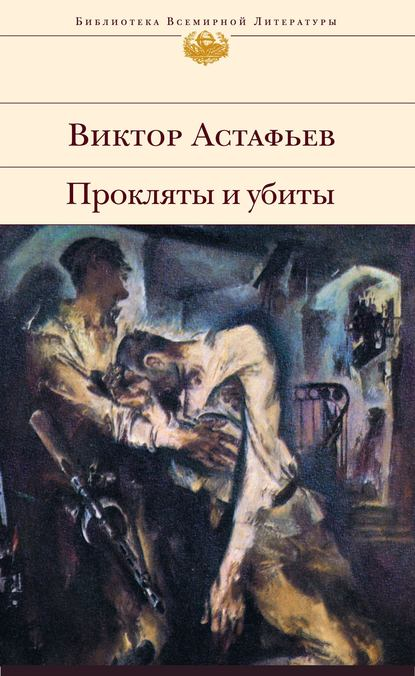 Библиотека Всемирной Литературы
Виктор Астафьев
Прокляты и убиты